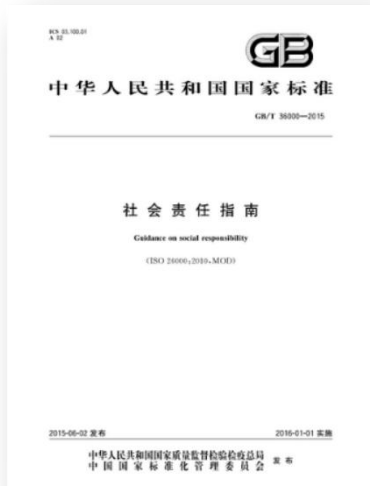 ICS 03.100.01
A 02
GB
中华人民共和国国家标准
GB/T 36000—2015
社会责任指南
Guidance on social responsibility
(ISO 26000:2010,MOD)
2015-06-02 发布
2016-01-01 实施
中华人民共和国国家质量监督检验检疫总局
中国国家标准化管理委员会
发布